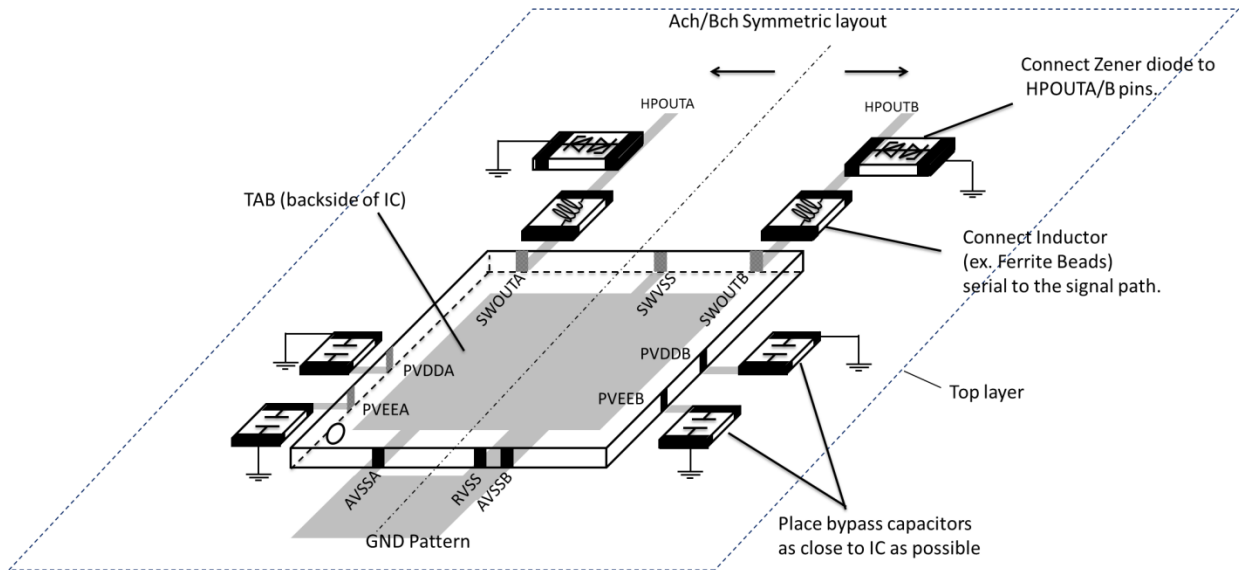 Ach/Bch Symmetric layout
Connect Zener diode to
HPOUTA/B pins.
HPOUTA
HPOUTB
TAB (backside of IC)
Connect Inductor
(ex. Ferrite Beads)
serial to the signal path.
SWOUTA
SWVSS
SWOUTB
PVDDA
PVDDB
PVEEA
PVEEB
Top layer
AVSSA
RVSS
AVSSB
GND Pattern
Place bypass capacitors
as close to IC as possible